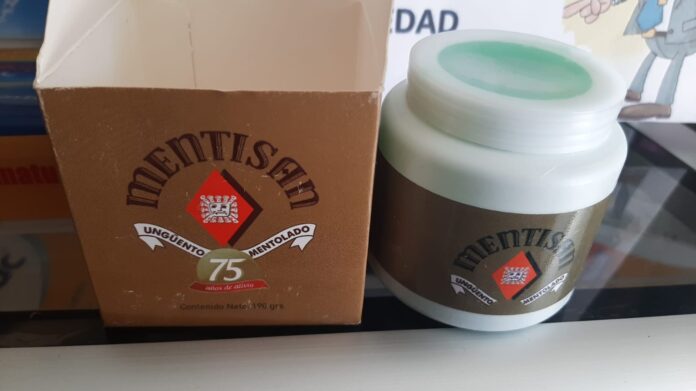 EDAD
MENTISAN
UNGÜENTO MENTOLADO
75
años de alivio
Contenido Neto: 190 grs.
MENTISAN
UNGÜENTO MENTOLADO